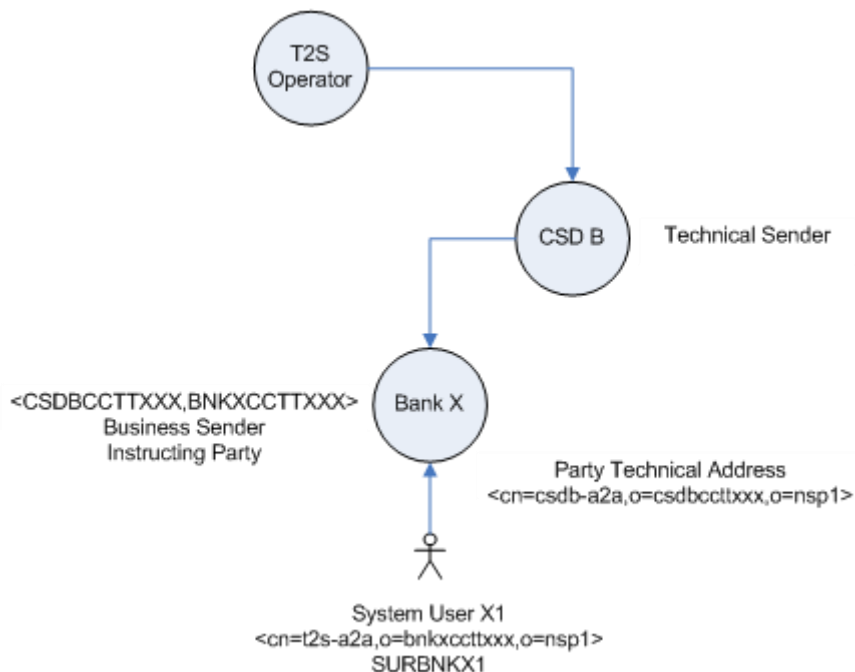 T2S
Operator
CSD B
Technical Sender
<CSDBCCTTXXX,BNKXCCTTXXX>
Business Sender
Instructing Party
Bank X
Party Technical Address
<cn=csdb-a2a,o=csdbccttxxx,o=nsp1>
System User X1
<cn=t2s-a2a,o=bnkxccttxxx,o=nsp1>
SURBNKX1